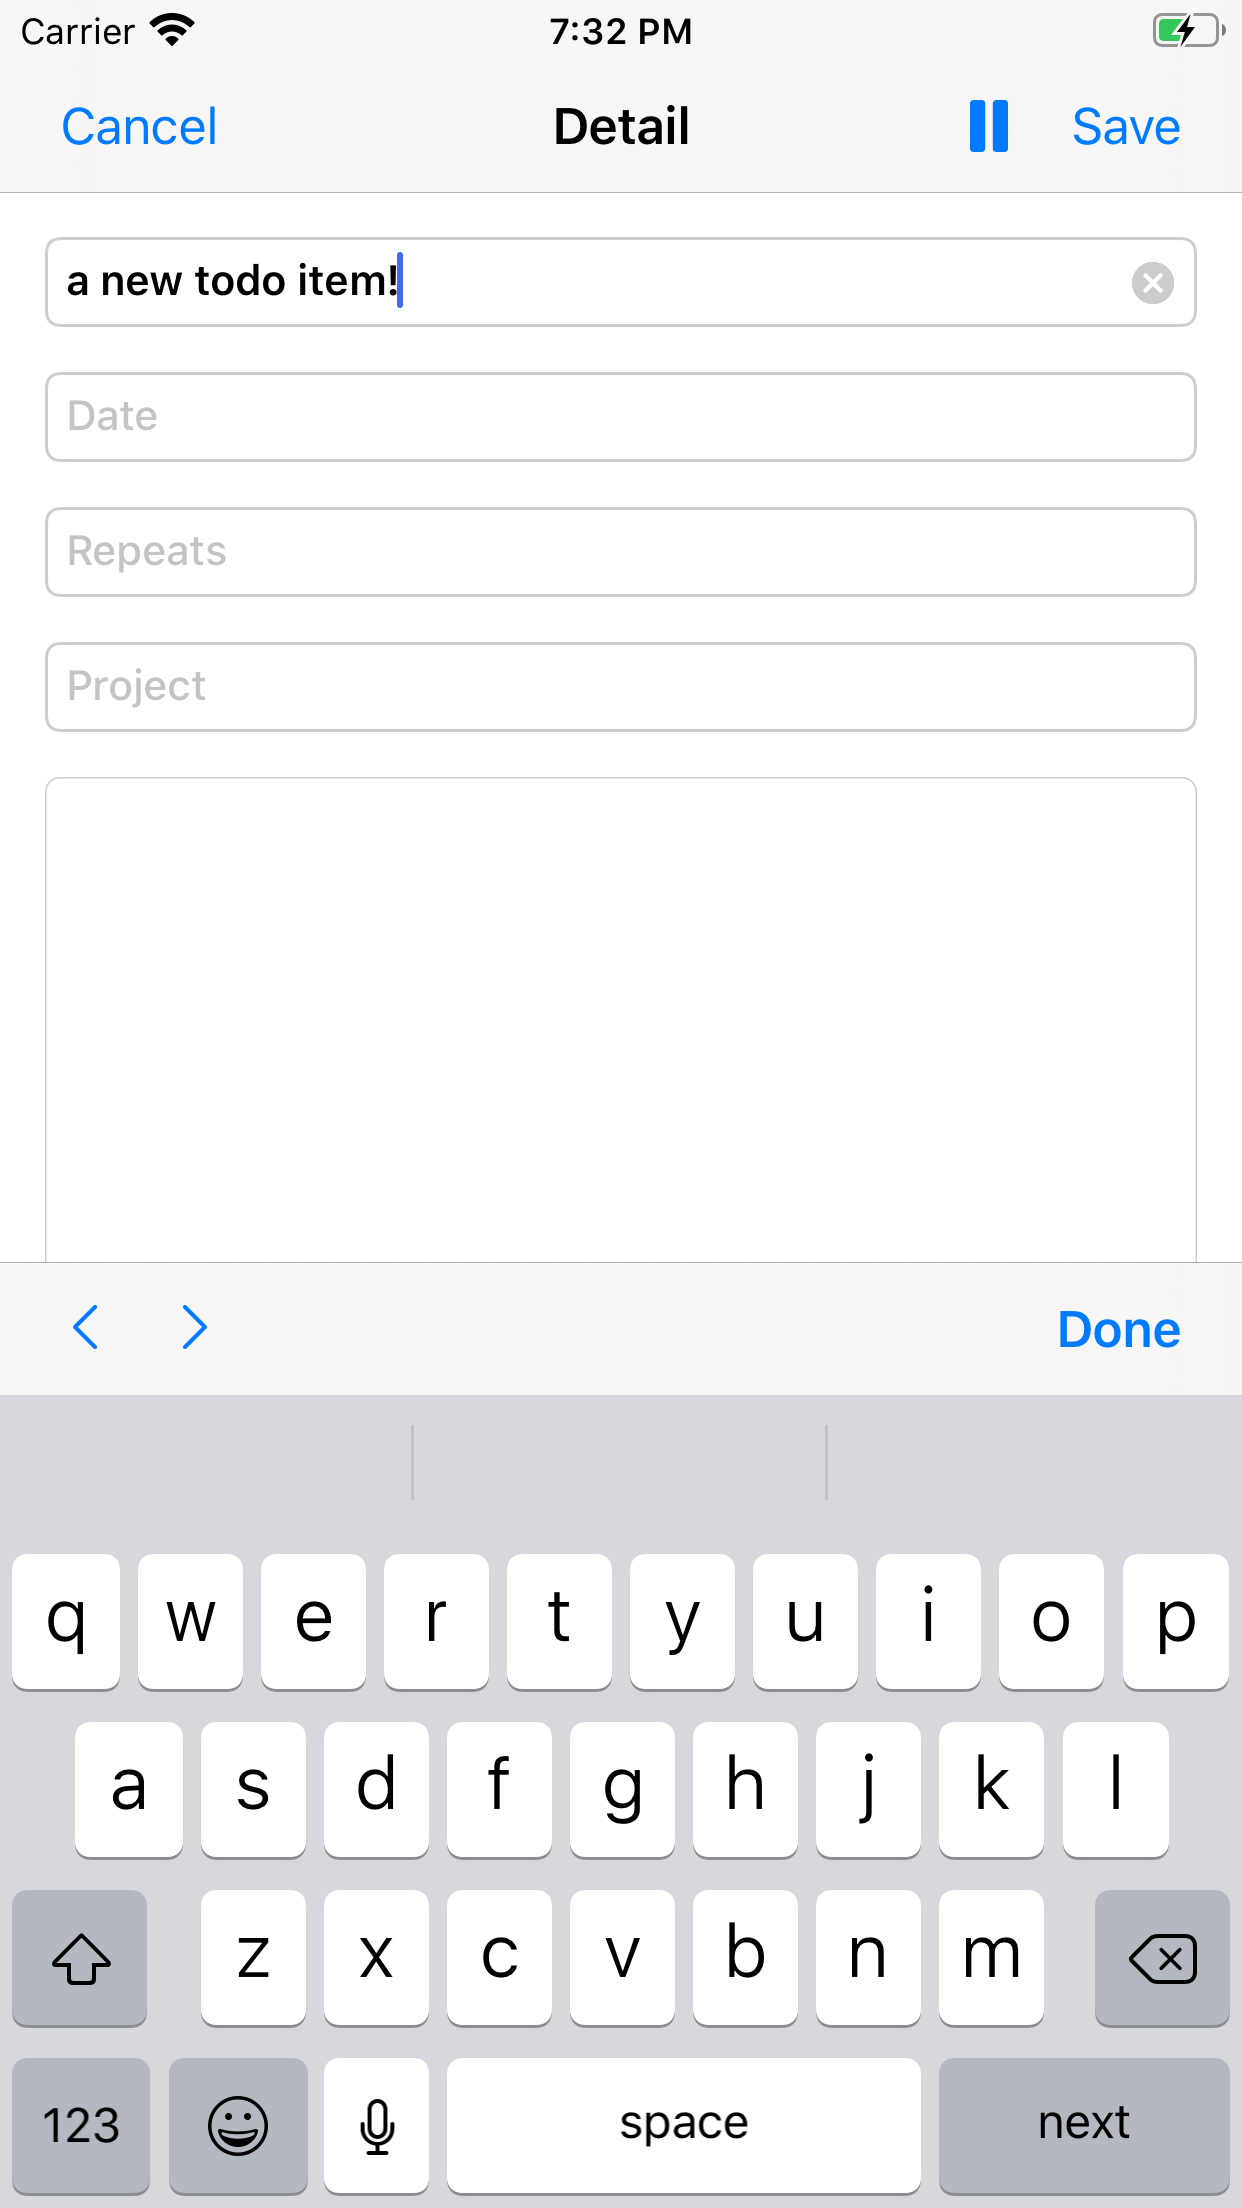 Carrier 7:32 PM
Cancel Detail Save
a new todo item!
Date
Repeats
Project
Done
q w e r t y u i o p
a s d f g h j k l
z x c v b n m
123 space next